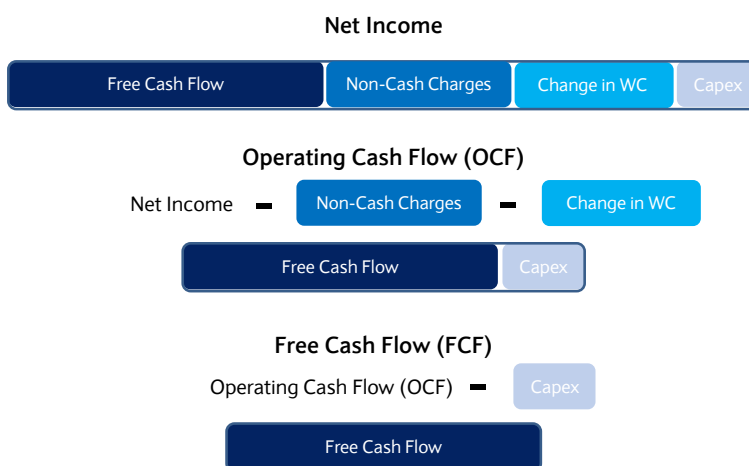 Net Income
Free Cash Flow Non-Cash Charges Change in WC Capex
Operating Cash Flow (OCF)
Net Income - Non-Cash Charges - Change in WC
Free Cash Flow Capex
Free Cash Flow (FCF)
Operating Cash Flow (OCF) - Capex
Free Cash Flow